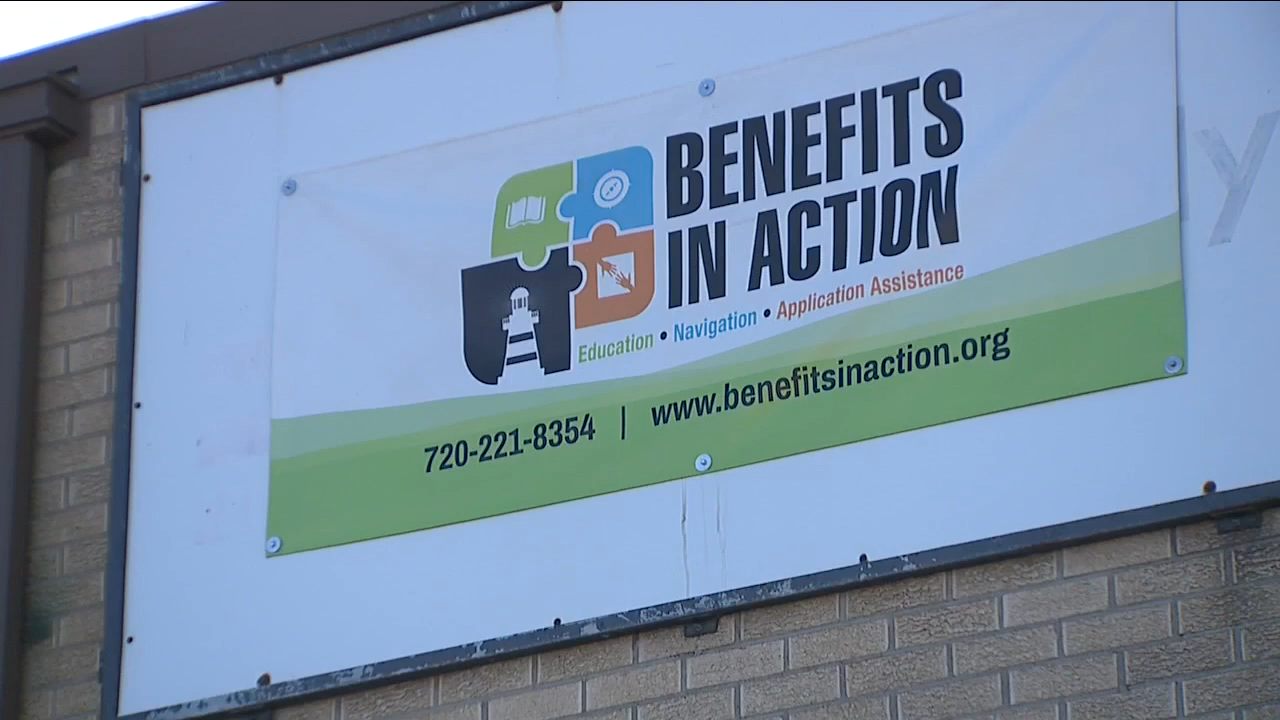 BENEFITS
IN ACTION
Education • Navigation • Application Assistance
720-221-8354 | www.benefitsinaction.org
y